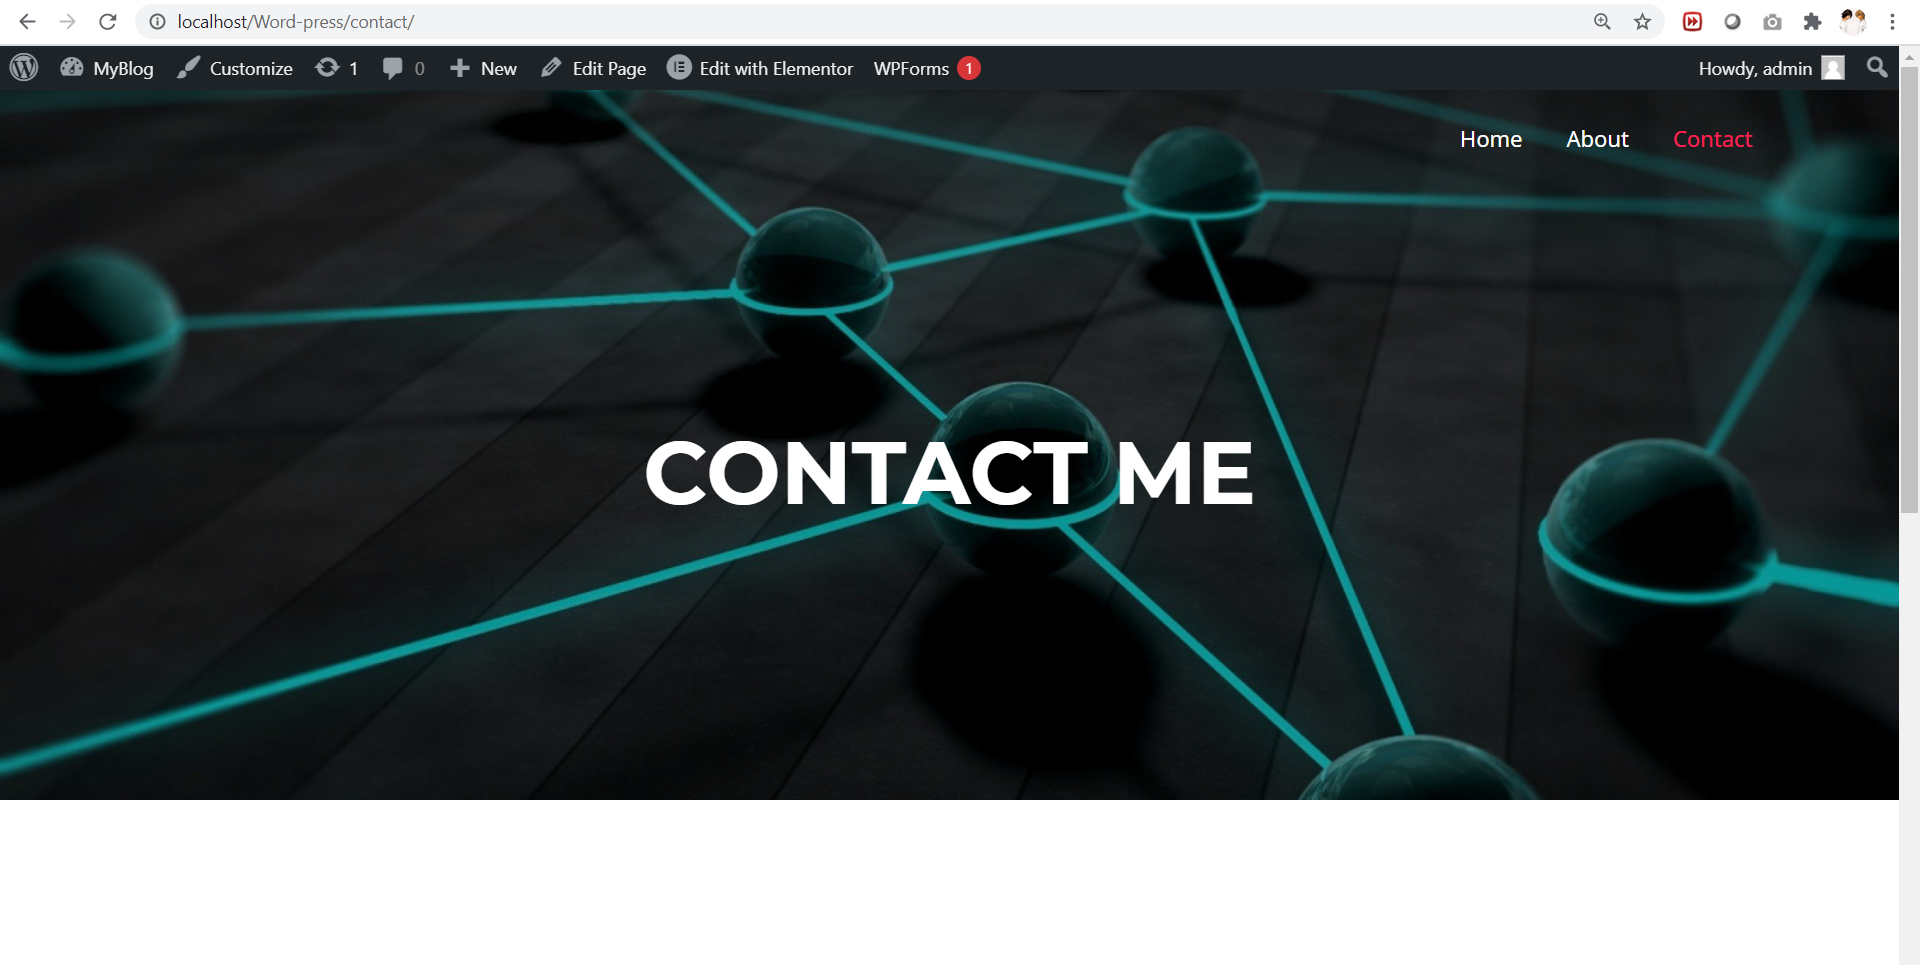 localhost/Word-press/contact/
MyBlog Customize 1 0 New Edit Page Edit with Elementor WPForms 1 Howdy, admin
Home About Contact
CONTACT ME